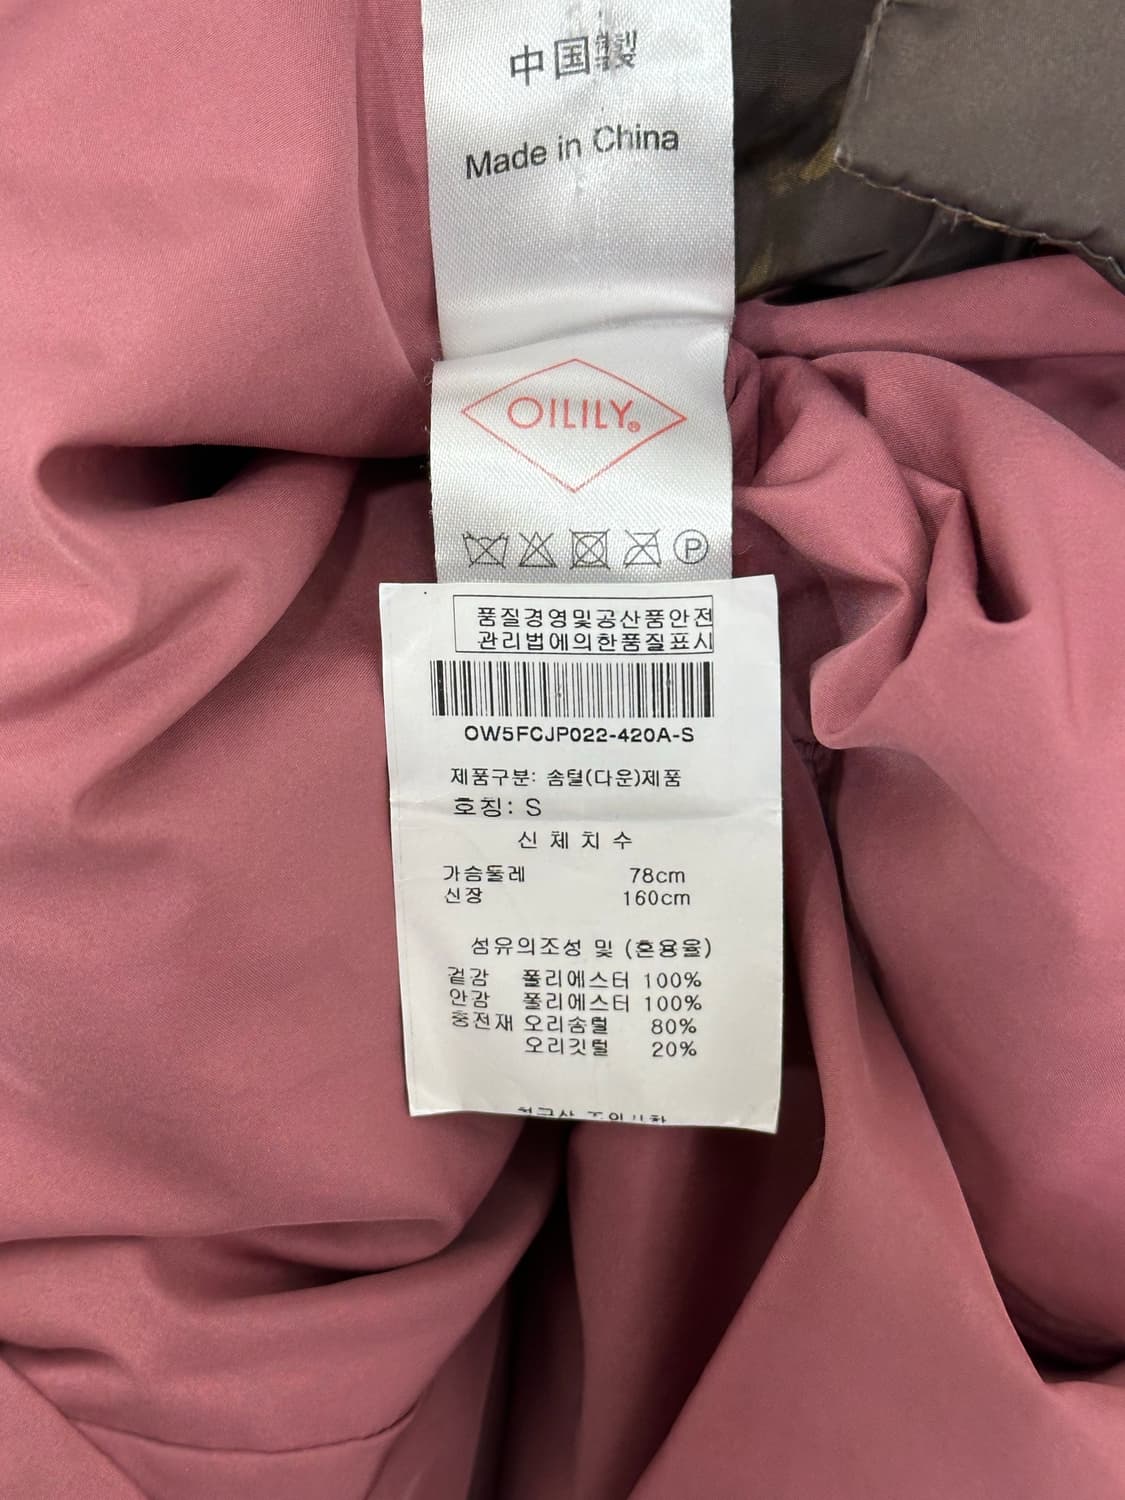 中国製
Made in China
OILILY®
P
품질경영및공산품안전
관리법에의한품질표시
OW5FCJP022-420A-S
제품구분: 솜털(다운)제품
호칭: S
신 체 치 수
가슴둘레 78cm
신장 160cm
섬유의조성 및 (혼용율)
겉감 폴리에스터 100%
안감 폴리에스터 100%
충전재 오리솜털 80%
오리깃털 20%